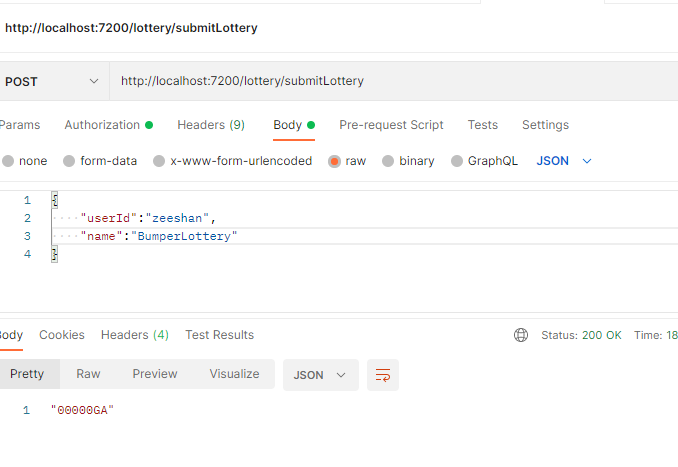 http://localhost:7200/lottery/submitLottery
POST http://localhost:7200/lottery/submitLottery
Params Authorization Headers (9) Body Pre-request Script Tests Settings
none form-data x-www-form-urlencoded raw binary GraphQL JSON
1 {
2 "userId":"zeeshan",
3 "name":"BumperLottery"
4 }
Body Cookies Headers (4) Test Results Status: 200 OK Time: 18
Pretty Raw Preview Visualize JSON
1 "00000GA"